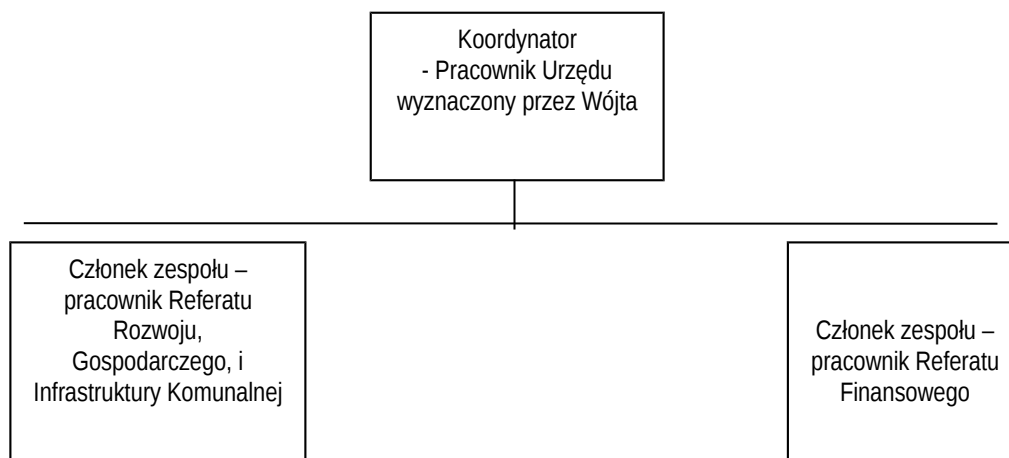 Koordynator
- Pracownik Urzędu
wyznaczony przez Wójta
Członek zespołu –
pracownik Referatu
Rozwoju,
Gospodarczego, i
Infrastruktury Komunalnej
Członek zespołu –
pracownik Referatu
Finansowego